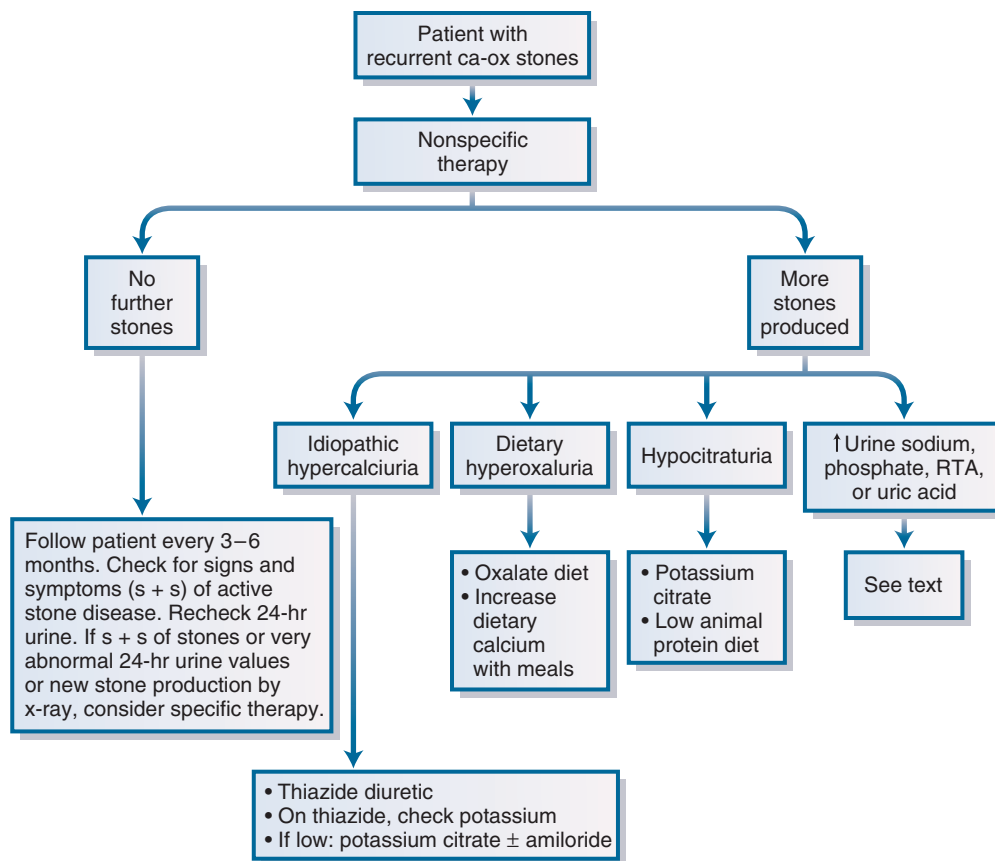 Patient with
recurrent ca-ox stones
Nonspecific
therapy
No
further
stones
More
stones
produced
Idiopathic
hypercalciuria
Dietary
hyperoxaluria
Hypocitraturia
↑Urine sodium,
phosphate, RTA,
or uric acid
Follow patient every 3–6
months. Check for signs and
symptoms (s + s) of active
stone disease. Recheck 24-hr
urine. If s + s of stones or very
abnormal 24-hr urine values
or new stone production by
x-ray, consider specific therapy.
• Oxalate diet
• Increase
dietary
calcium
with meals
• Potassium
citrate
• Low animal
protein diet
See text
• Thiazide diuretic
• On thiazide, check potassium
• If low: potassium citrate ± amiloride